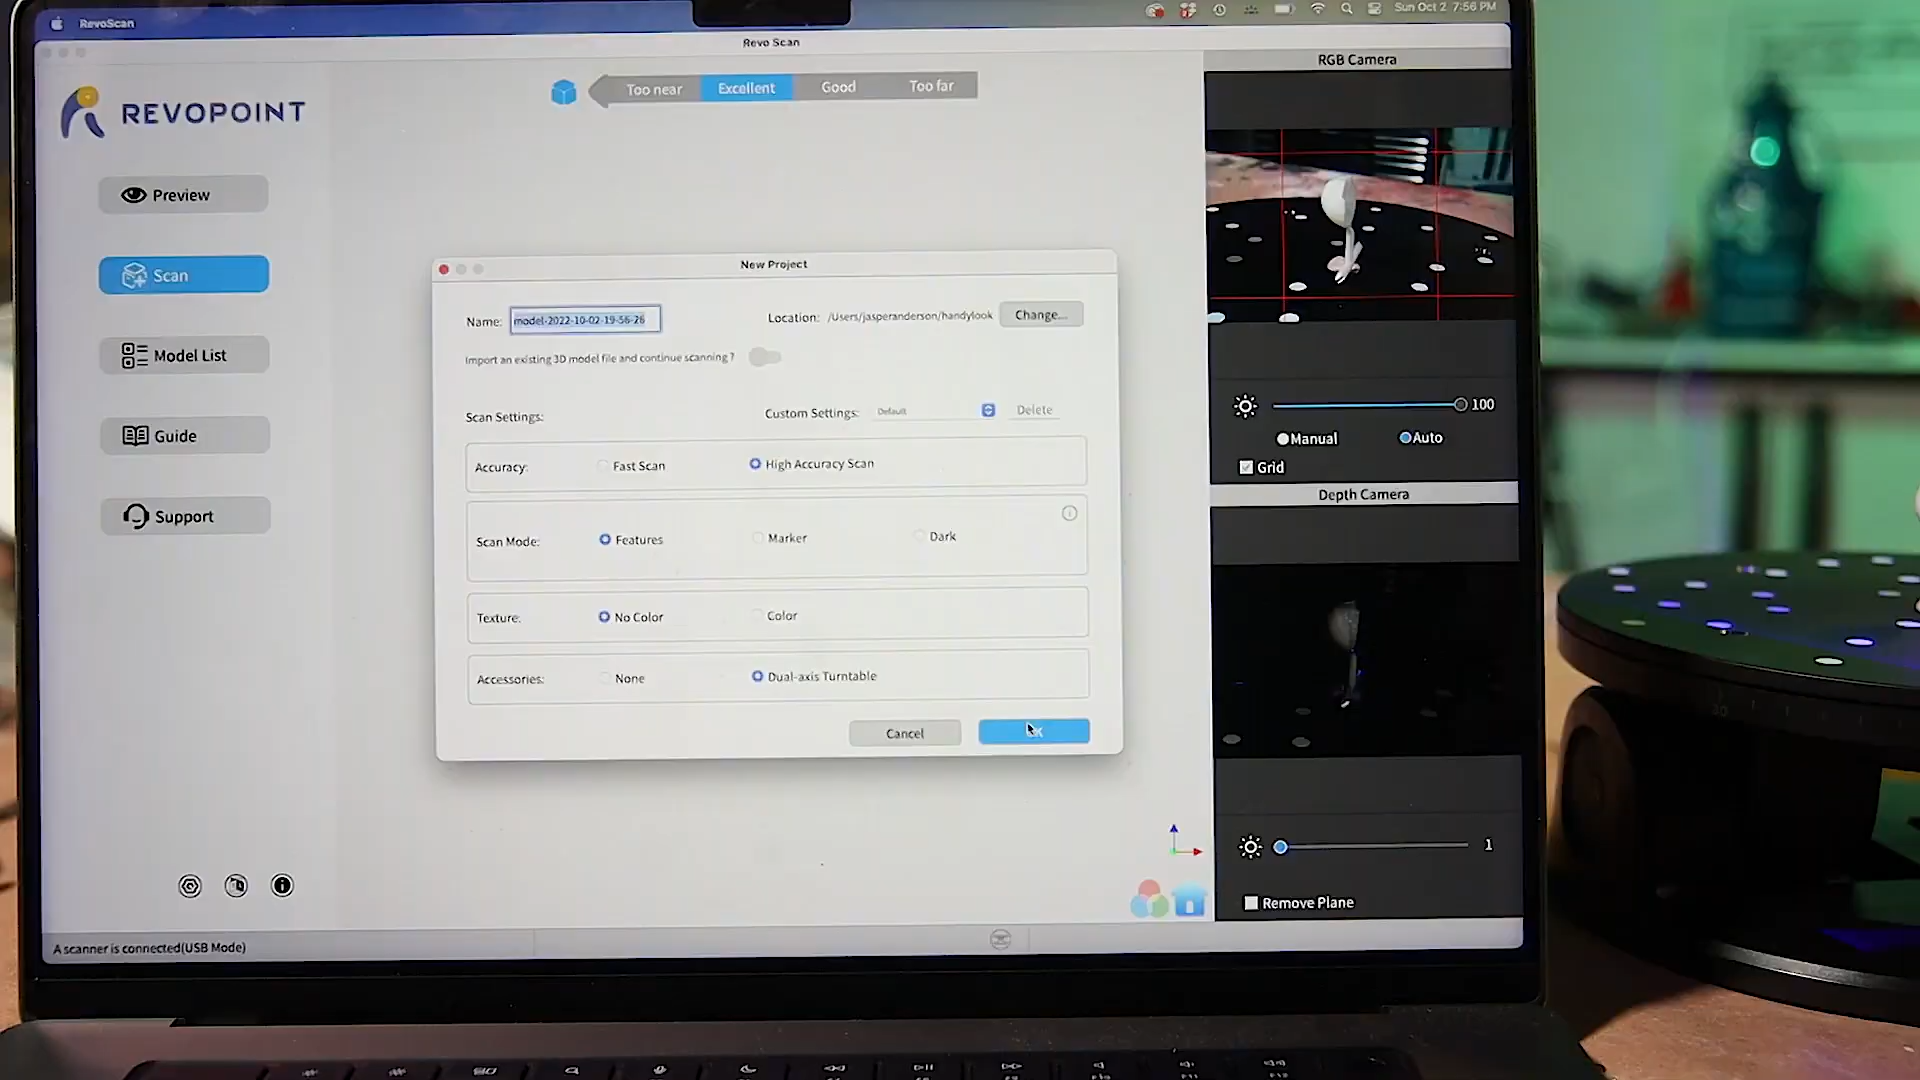 RevoScan
Sun Oct 2 7:56 PM
Revo Scan
REVOPOINT
Too near
Excellent
Good
Too far
RGB Camera
Preview
Scan
Model List
Guide
Support
New Project
Name: model-2022-10-02-19-56-26
Location: /Users/jasperanderson/handylook
Change...
Import an existing 3D model file and continue scanning ?
Scan Settings:
Custom Settings: Default
Delete
Accuracy: Fast Scan High Accuracy Scan
Scan Mode: Features Marker Dark
Texture: No Color Color
Accessories: None Dual-axis Turntable
Cancel
100
Manual Auto
Grid
Depth Camera
1
Remove Plane
A scanner is connected(USB Mode)